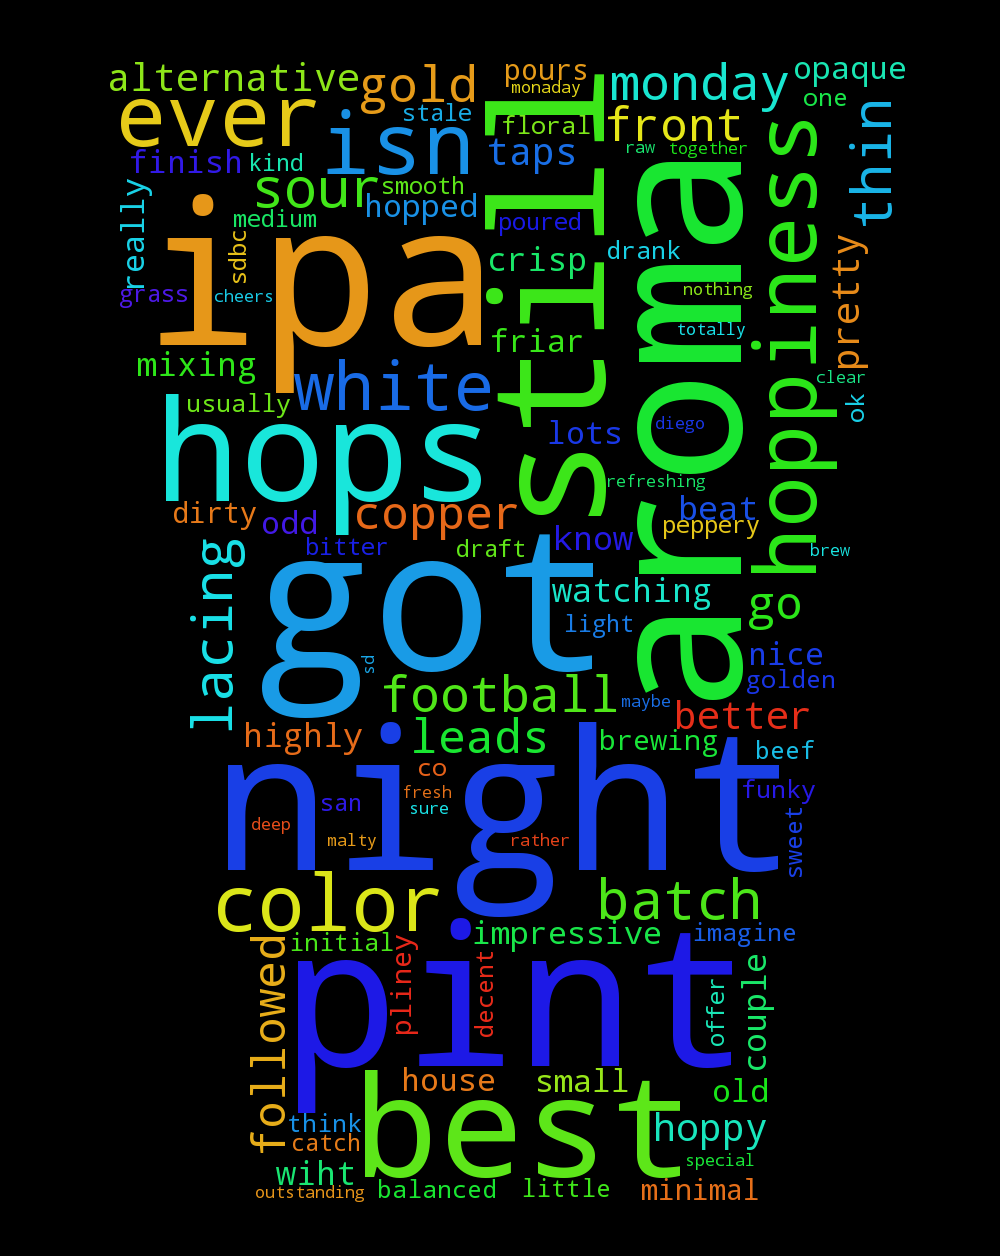 alternative
gold
pours
monaday
monday
opaque
one
ever
isn
stale
floral
front
thin
finish
kind
sour
smooth
hopped
taps
still
raw
together
really
medium
sdbc
poured
aroma
hoppiness
grass
cheers
ipa
crisp
drank
nothing
pretty
mixing
friar
totally
clear
usually
white
lots
diego
ok
hops
refreshing
dirty
odd
copper
beat
peppery
bitter
draft
know
brew
lacing
got
watching
go
light
sd
nice
football
golden
maybe
highly
leads
better
brewing
beef
night
co
san
fresh
sure
funky
deep
malty
rather
sweet
color
batch
initial
impressive
imagine
followed
pint
pliney
decent
offer
couple
house
small
old
think
catch
best
hoppy
wiht
special
outstanding
balanced
little
minimal